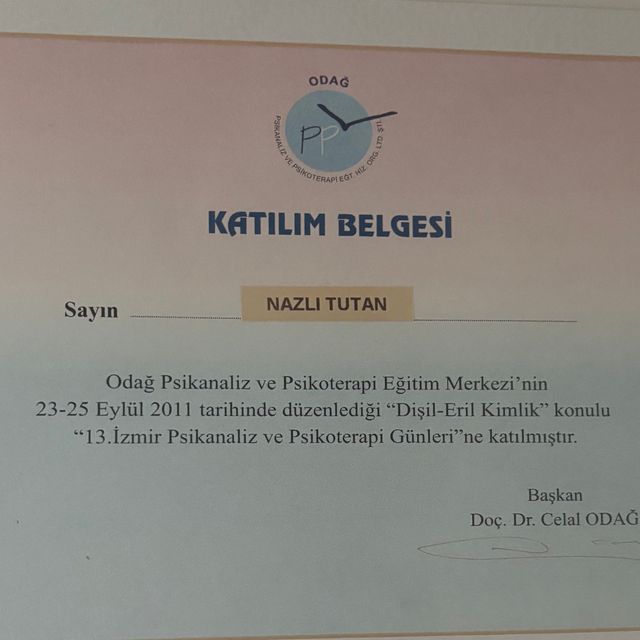 ODAĞ
PP
PSİKANALİZ VE PSİKOTERAPİ EĞT. HİZ. ORG. LTD. ŞTİ.
KATILIM BELGESİ
Sayın NAZLI TUTAN
Odağ Psikanaliz ve Psikoterapi Eğitim Merkezi’nin
23-25 Eylül 2011 tarihinde düzenlediği “Dişil-Eril Kimlik” konulu
“13.İzmir Psikanaliz ve Psikoterapi Günleri”ne katılmıştır.
Başkan
Doç. Dr. Celal ODAĞ